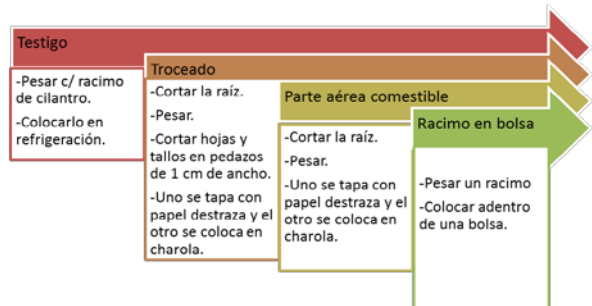 Testigo
-Pesar c/ racimo
de cilantro.
-Colocarlo en
refrigeración.
Troceado
-Cortar la raíz.
-Pesar.
-Cortar hojas y
tallos en pedazos
de 1 cm de ancho.
-Uno se tapa con
papel destraza y el
otro se coloca en
charola.
Parte aérea comestible
-Cortar la raíz.
-Pesar.
-Uno se tapa con
papel destraza y el
otro se coloca en
charola.
Racimo en bolsa
-Pesar un racimo
-Colocar adentro
de una bolsa.